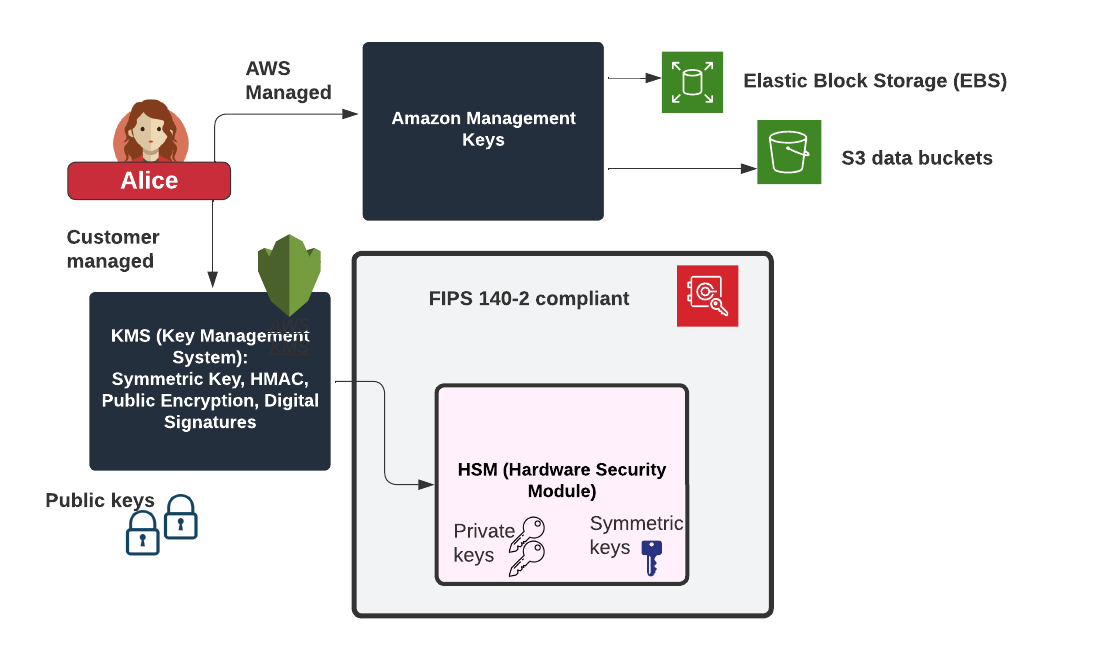 AWS
Managed
Amazon Management
Keys
Elastic Block Storage (EBS)
S3 data buckets
Alice
Customer
managed
FIPS 140-2 compliant
KMS (Key Management
System):
Symmetric Key, HMAC,
Public Encryption, Digital
Signatures
HSM (Hardware Security
Module)
Public keys
Private
keys
Symmetric
keys